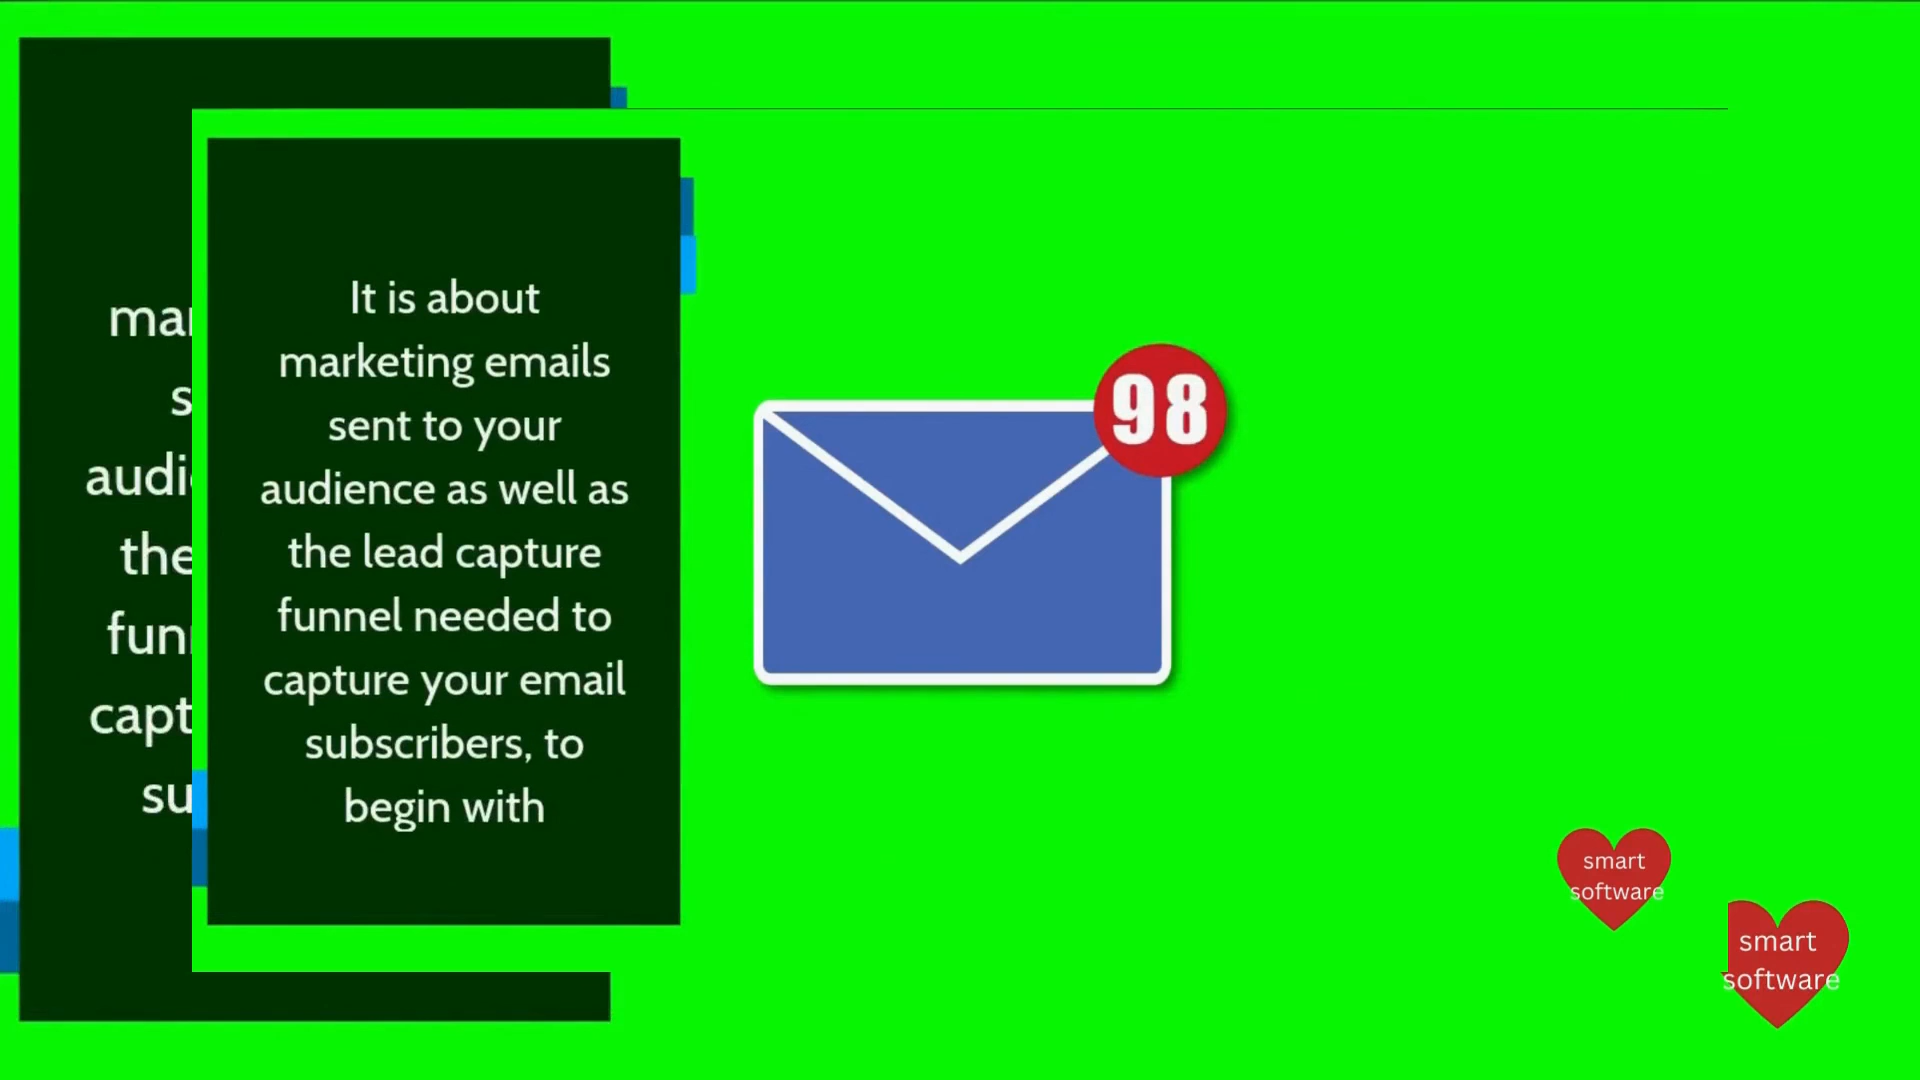 It is about
marketing emails
sent to your
audience as well as
the lead capture
funnel needed to
capture your email
subscribers, to
begin with
98
smart
software
smart
software